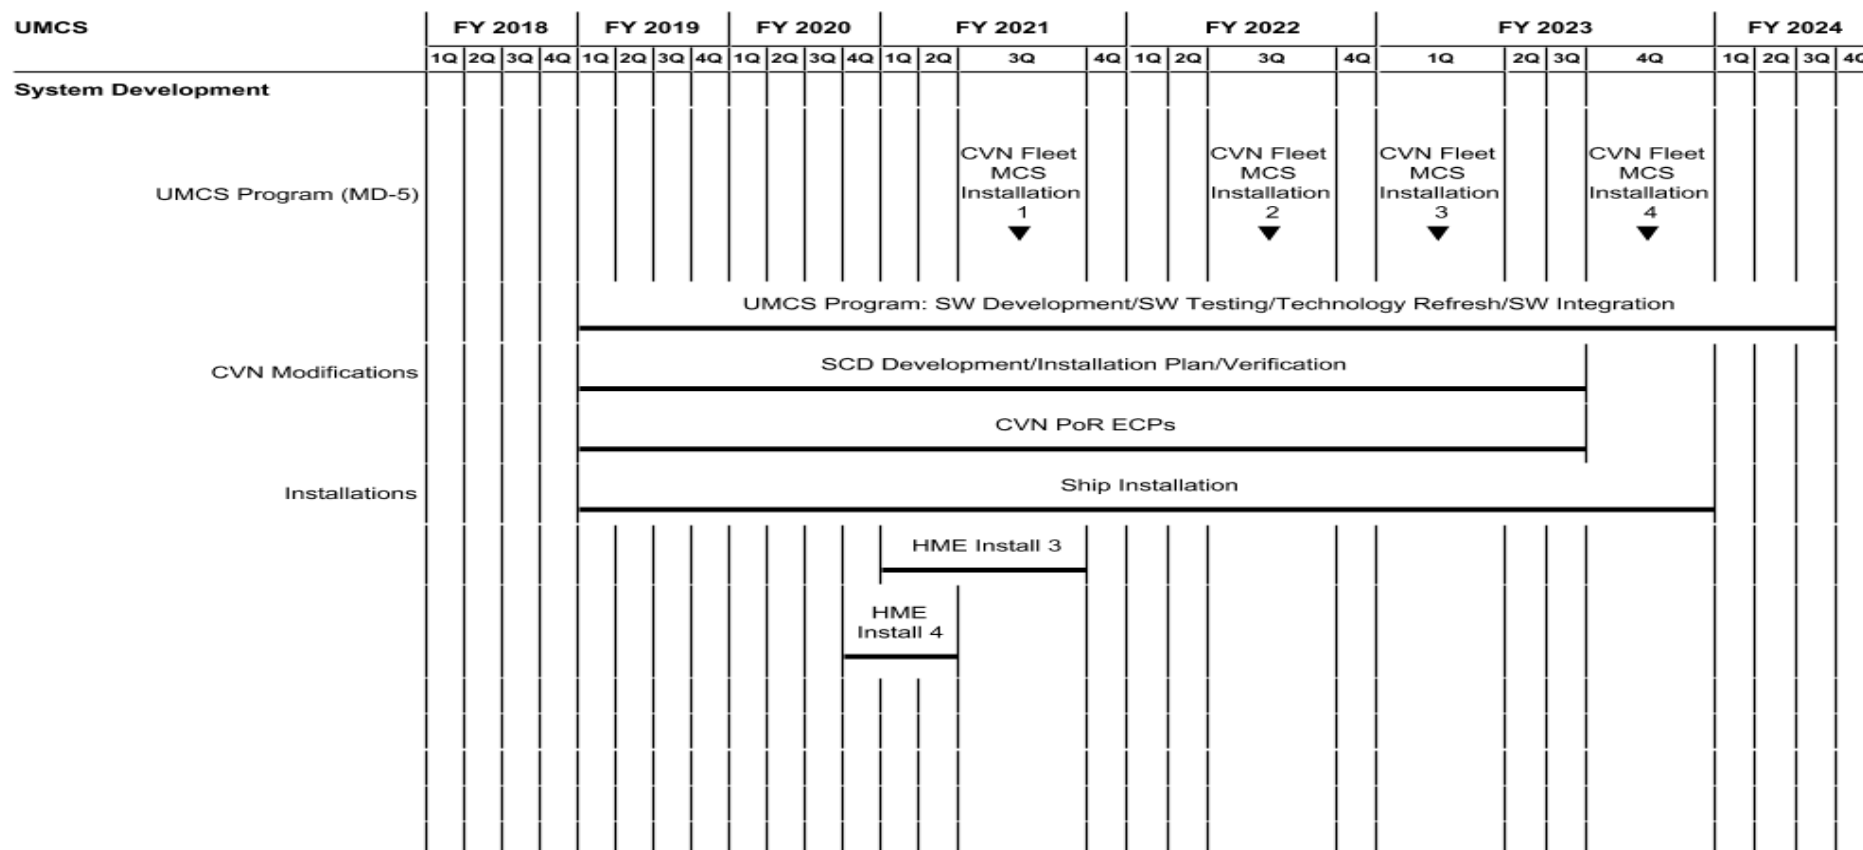 UMCS FY 2018 FY 2019 FY 2020 FY 2021 FY 2022 FY 2023 FY 2024
1Q 2Q 3Q 4Q 1Q 2Q 3Q 4Q 1Q 2Q 3Q 4Q 1Q 2Q 3Q 4Q 1Q 2Q 3Q 4Q 1Q 2Q 3Q 4Q 1Q 2Q 3Q 4Q
System Development
UMCS Program (MD-5)
CVN Fleet
MCS
Installation
1
CVN Fleet
MCS
Installation
2
CVN Fleet
MCS
Installation
3
CVN Fleet
MCS
Installation
4
UMCS Program: SW Development/SW Testing/Technology Refresh/SW Integration
CVN Modifications
SCD Development/Installation Plan/Verification
CVN PoR ECPs
Installations
Ship Installation
HME Install 3
HME
Install 4